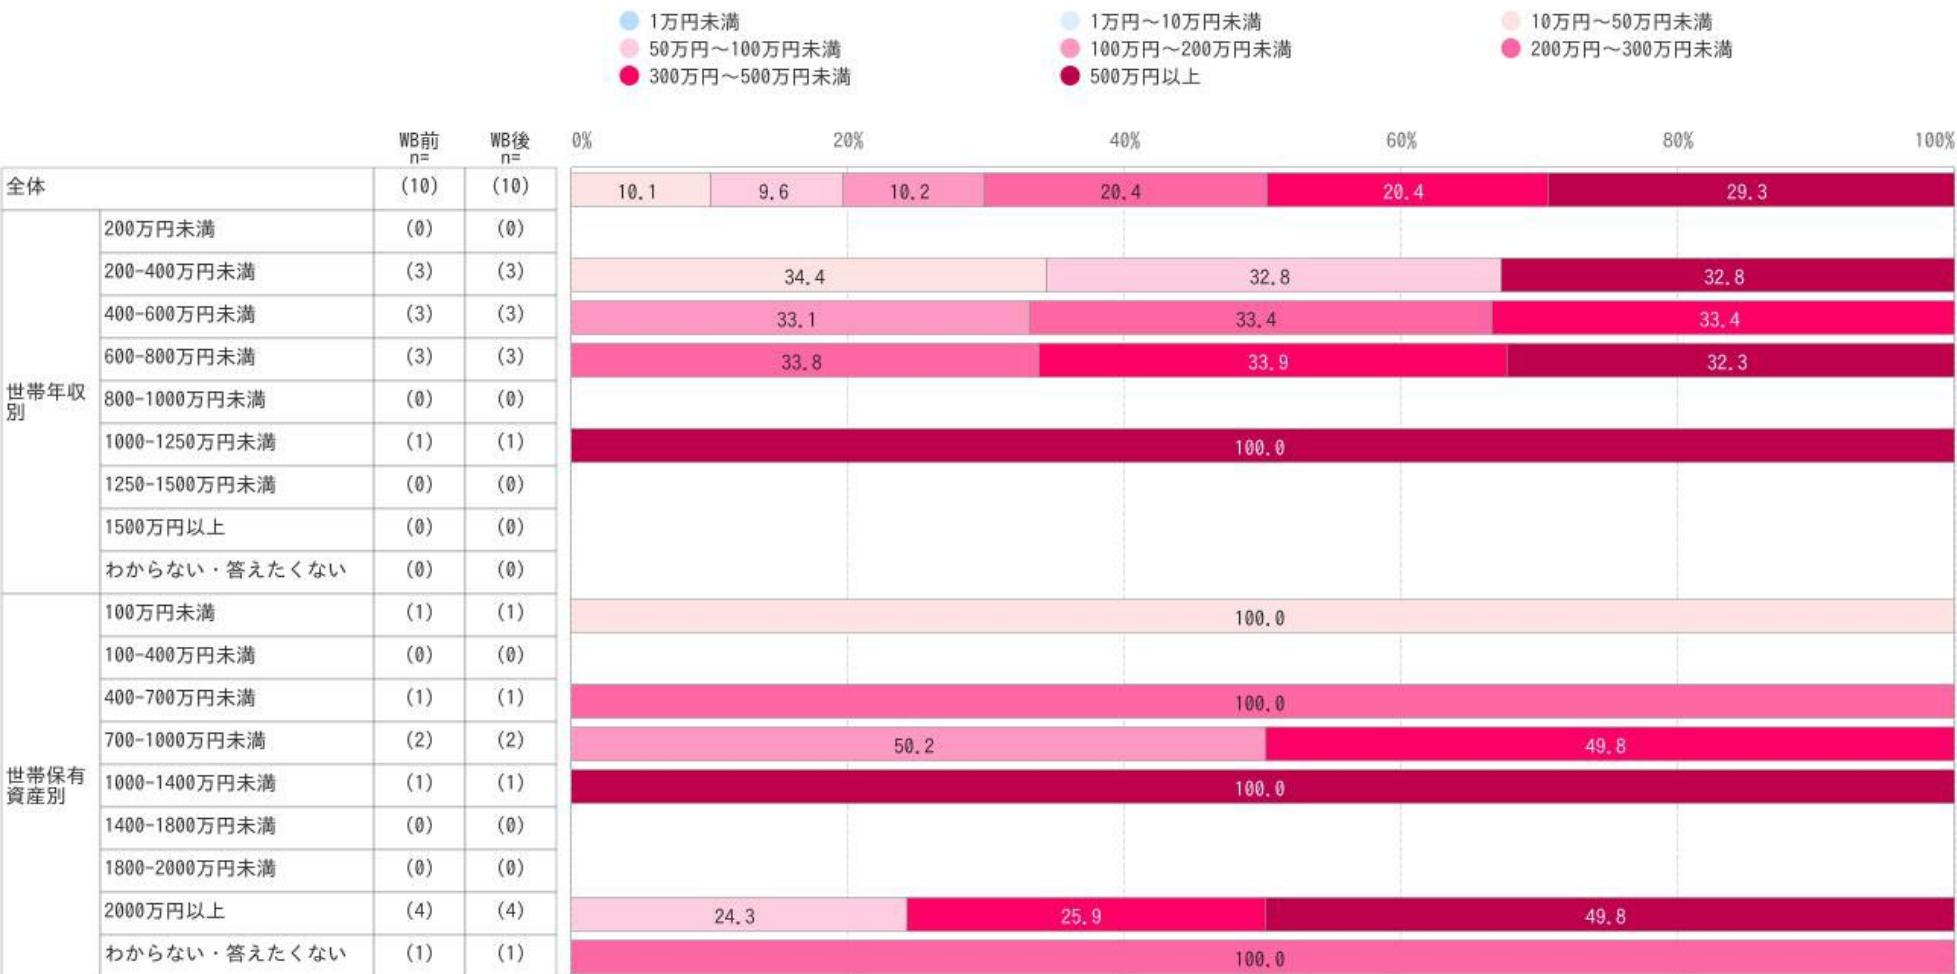 1万円未満 1万円～10万円未満 10万円～50万円未満
50万円～100万円未満 100万円～200万円未満 200万円～300万円未満
300万円～500万円未満 500万円以上
WB前 WB後 0% 20% 40% 60% 80% 100%
n= n=
全体 (10) (10) 10.1 9.6 10.2 20.4 20.4 29.3
世帯年収
別
200万円未満 (0) (0)
200-400万円未満 (3) (3) 34.4 32.8 32.8
400-600万円未満 (3) (3) 33.1 33.4 33.4
600-800万円未満 (3) (3) 33.8 33.9 32.3
800-1000万円未満 (0) (0)
1000-1250万円未満 (1) (1) 100.0
1250-1500万円未満 (0) (0)
1500万円以上 (0) (0)
わからない・答えたくない (0) (0)
世帯保有
資産別
100万円未満 (1) (1) 100.0
100-400万円未満 (0) (0)
400-700万円未満 (1) (1) 100.0
700-1000万円未満 (2) (2) 50.2 49.8
1000-1400万円未満 (1) (1) 100.0
1400-1800万円未満 (0) (0)
1800-2000万円未満 (0) (0)
2000万円以上 (4) (4) 24.3 25.9 49.8
わからない・答えたくない (1) (1) 100.0